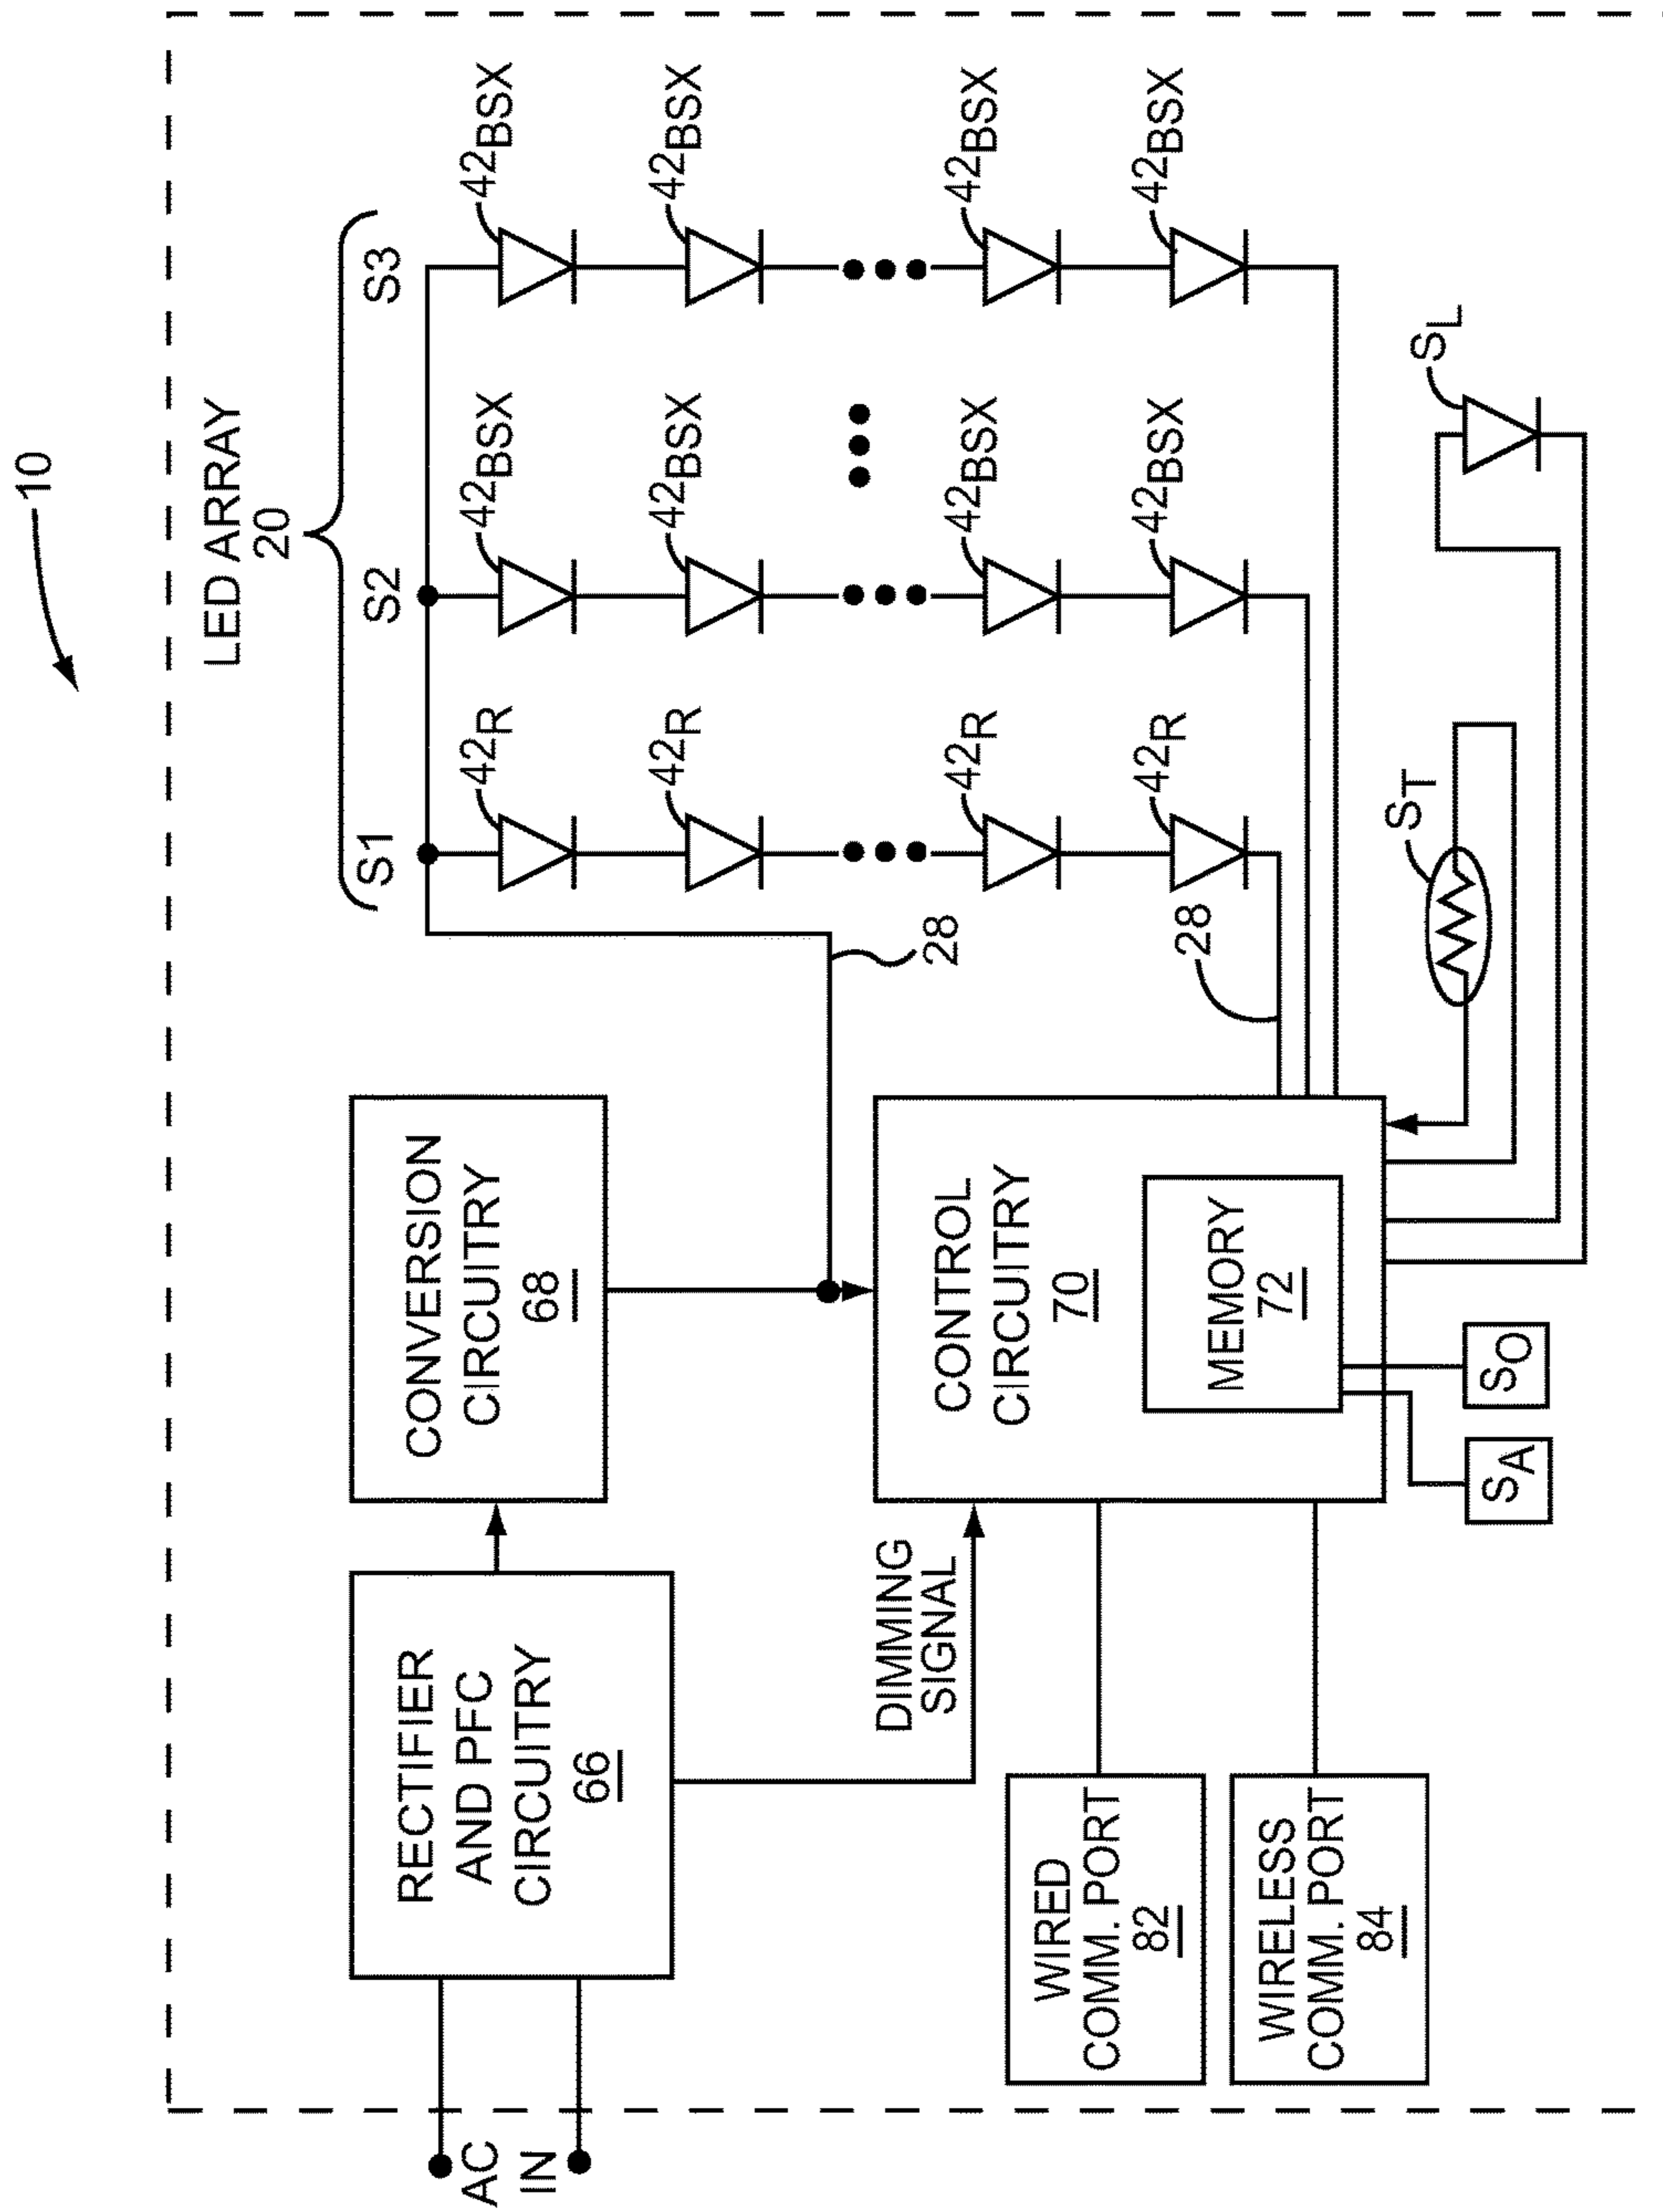 10
LED ARRAY
20
S1
S2
S3
42R
42BSX
42BSX
42R
42BSX
42BSX
42R
42BSX
42BSX
42R
42BSX
42BSX
28
28
AC
IN
RECTIFIER
AND PFC
CIRCUITRY
66
CONVERSION
CIRCUITRY
68
DIMMING
SIGNAL
CONTROL
CIRCUITRY
70
MEMORY
72
WIRED
COMM. PORT
82
WIRELESS
COMM. PORT
84
SA
SO
ST
SL